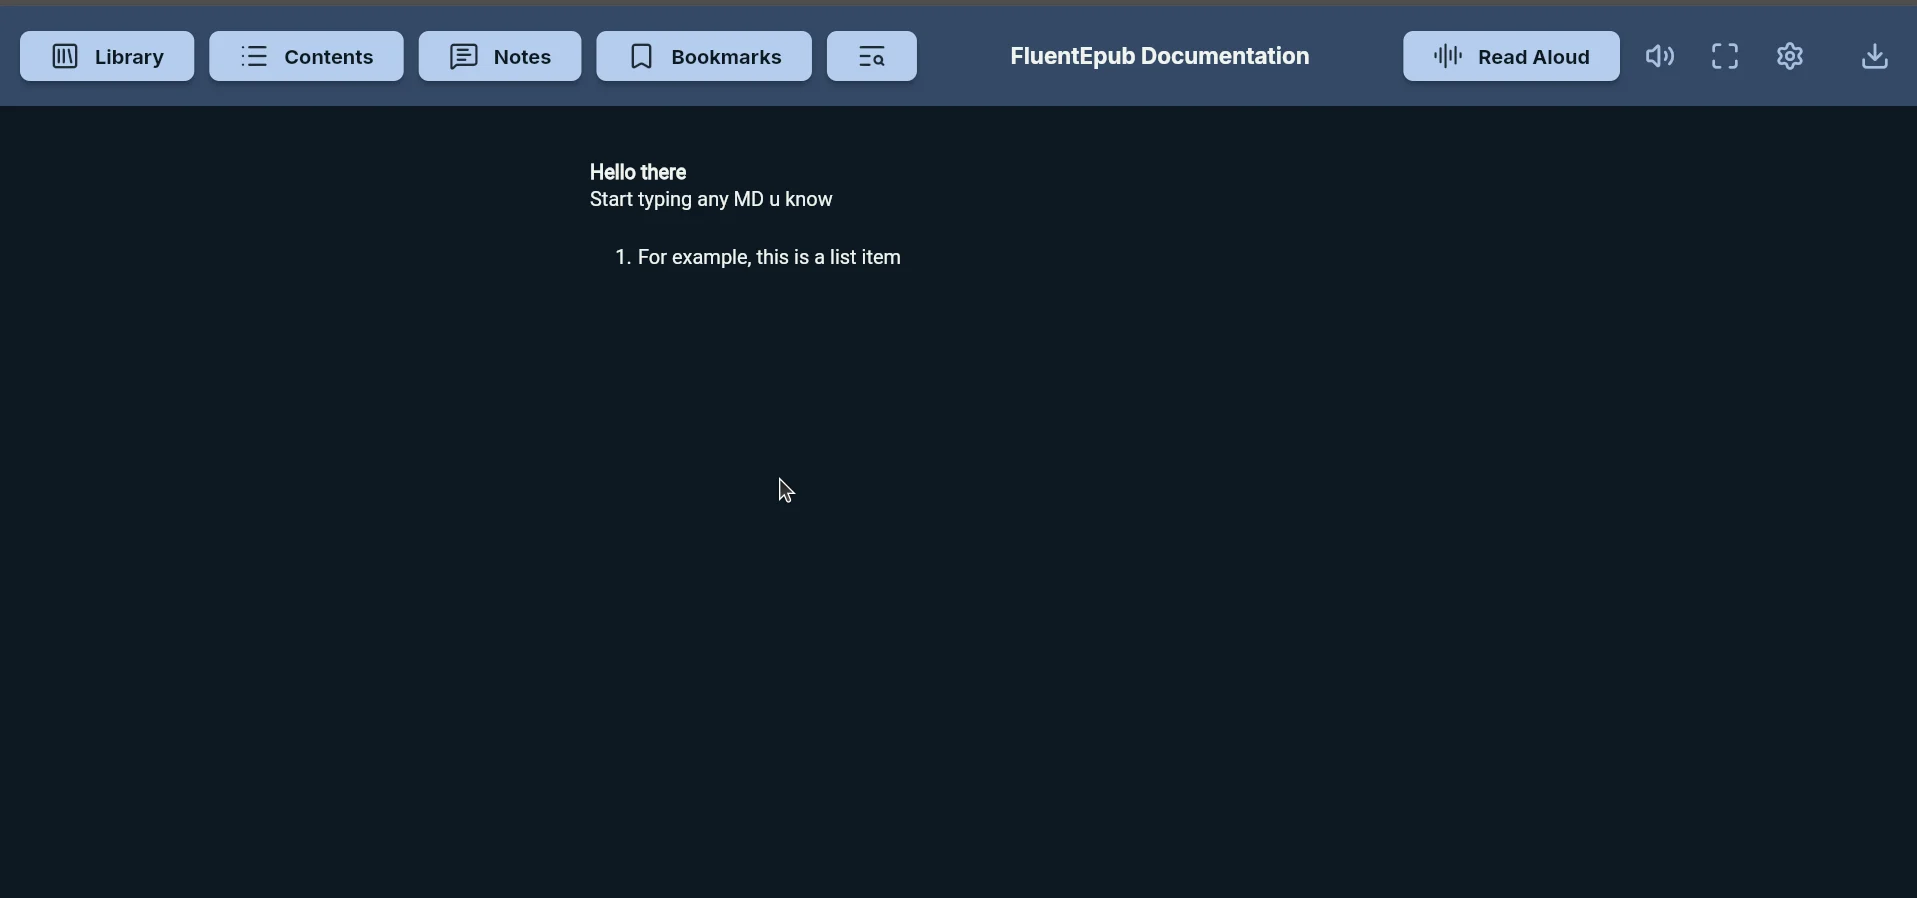 Library Contents Notes Bookmarks FluentEpub Documentation Read Aloud
Hello there
Start typing any MD u know
1. For example, this is a list item